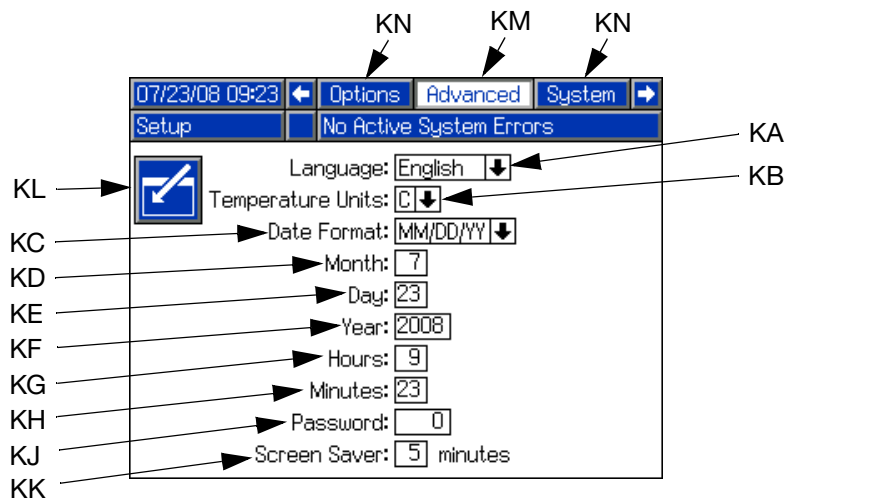 KN KM KN
07/23/08 09:23 Options Advanced System
Setup No Active System Errors
KA
Language: English
KB
KL
Temperature Units: C
KC
Date Format: MM/DD/YY
KD
Month: 7
KE
Day: 23
KF
Year: 2008
KG
Hours: 9
KH
Minutes: 23
KJ
Password: 0
KK
Screen Saver: 5 minutes